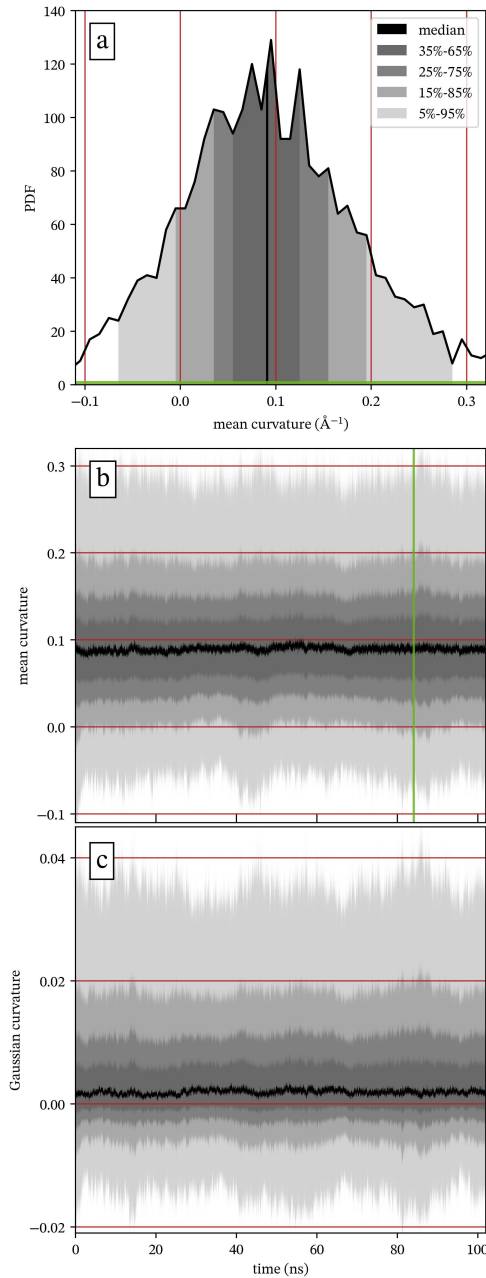 a
median
35%-65%
25%-75%
15%-85%
5%-95%
140
120
100
80
60
40
20
0
PDF
−0.1 0.0 0.1 0.2 0.3
mean curvature (Å⁻¹)
b
0.3
0.2
0.1
0.0
−0.1
mean curvature
c
0.04
0.02
0.00
−0.02
Gaussian curvature
0 20 40 60 80 100
time (ns)